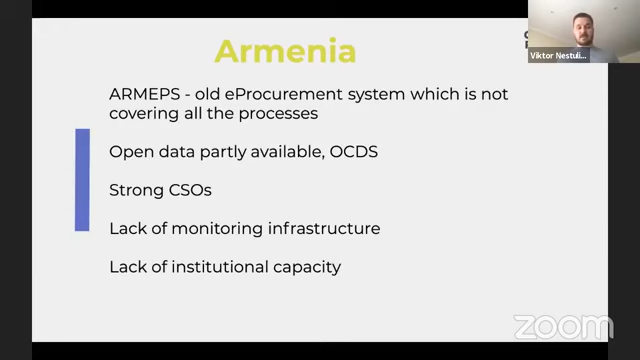 Armenia
Viktor Nestuli...
ARMEPS - old eProcurement system which is not
covering all the processes
Open data partly available, OCDS
Strong CSOs
Lack of monitoring infrastructure
Lack of institutional capacity
zoom